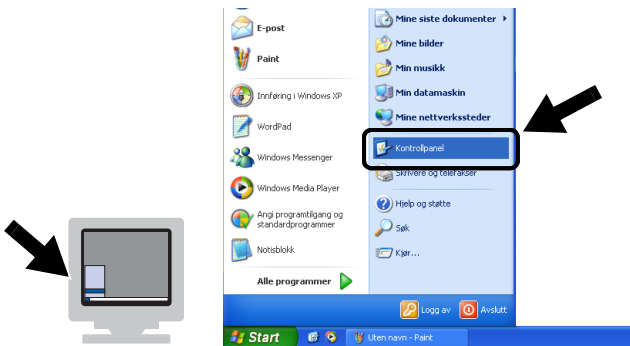 E-post
Paint
Innføring i Windows XP
WordPad
Windows Messenger
Windows Media Player
Angi programtilgang og
standardprogrammer
Notisblokk
Alle programmer
Mine siste dokumenter
Mine bilder
Min musikk
Min datamaskin
Mine nettverkssteder
Kontrollpanel
Skrivere og telefakser
Hjelp og støtte
Søk
Kjør...
Logg av
Avslutt
Start
Uten navn - Paint